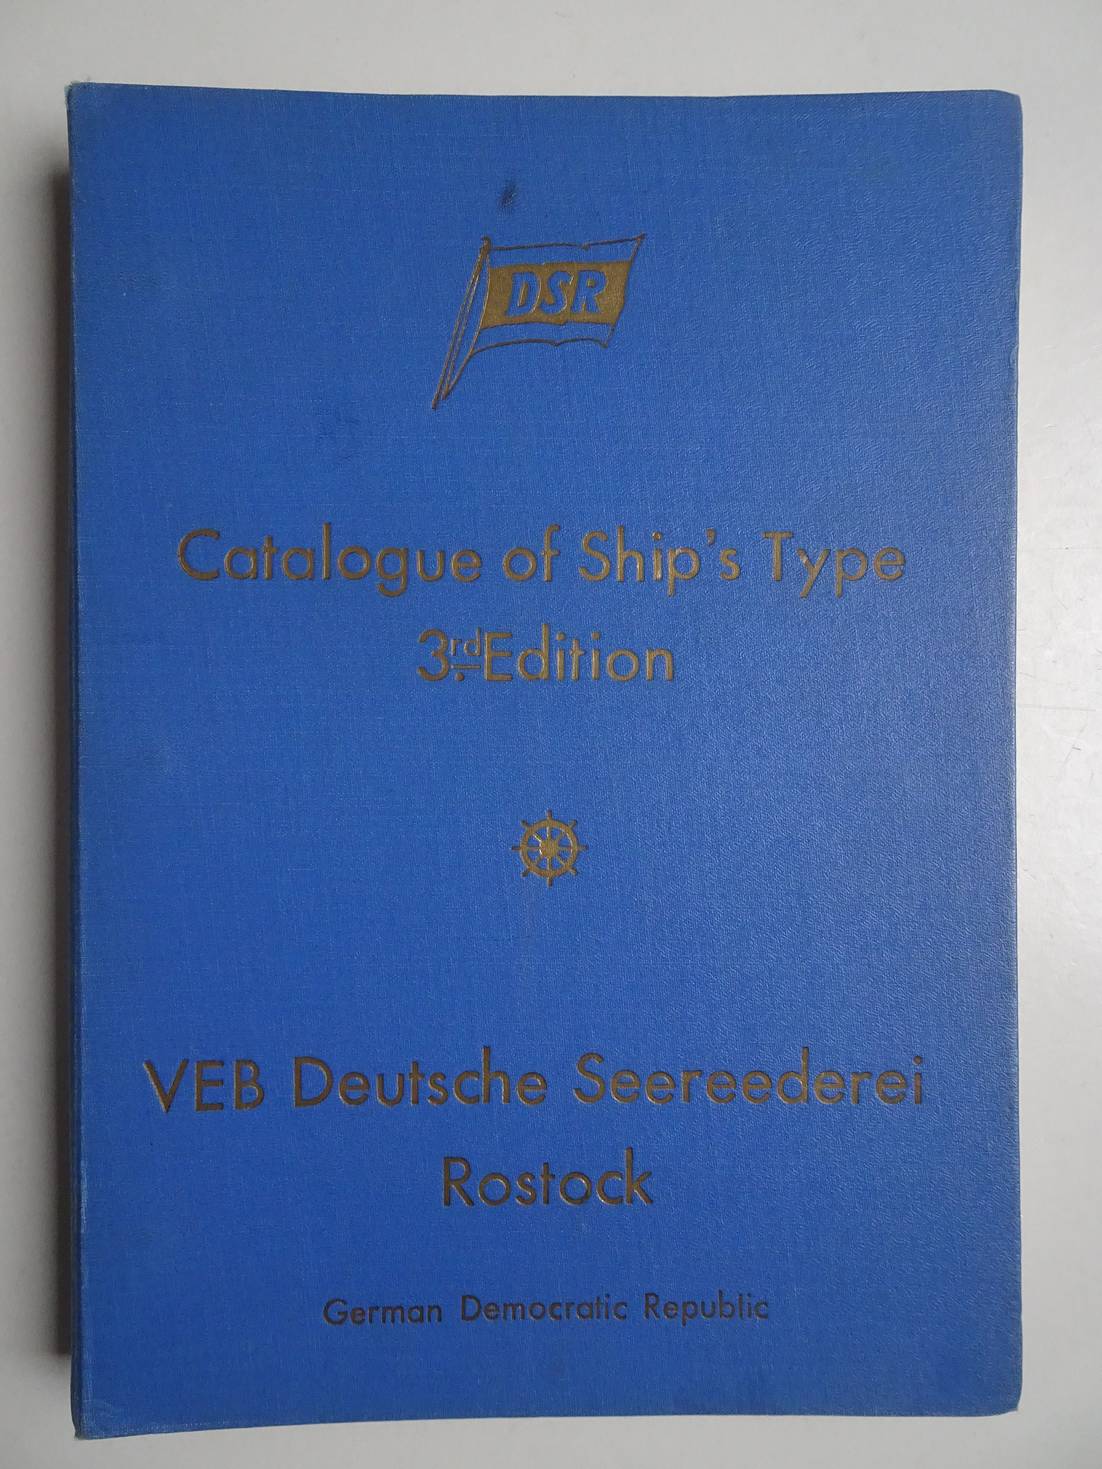 DSR
Catalogue of Ship's Type
3rd. Edition
VEB Deutsche Seereederei
Rostock
German Democratic Republic